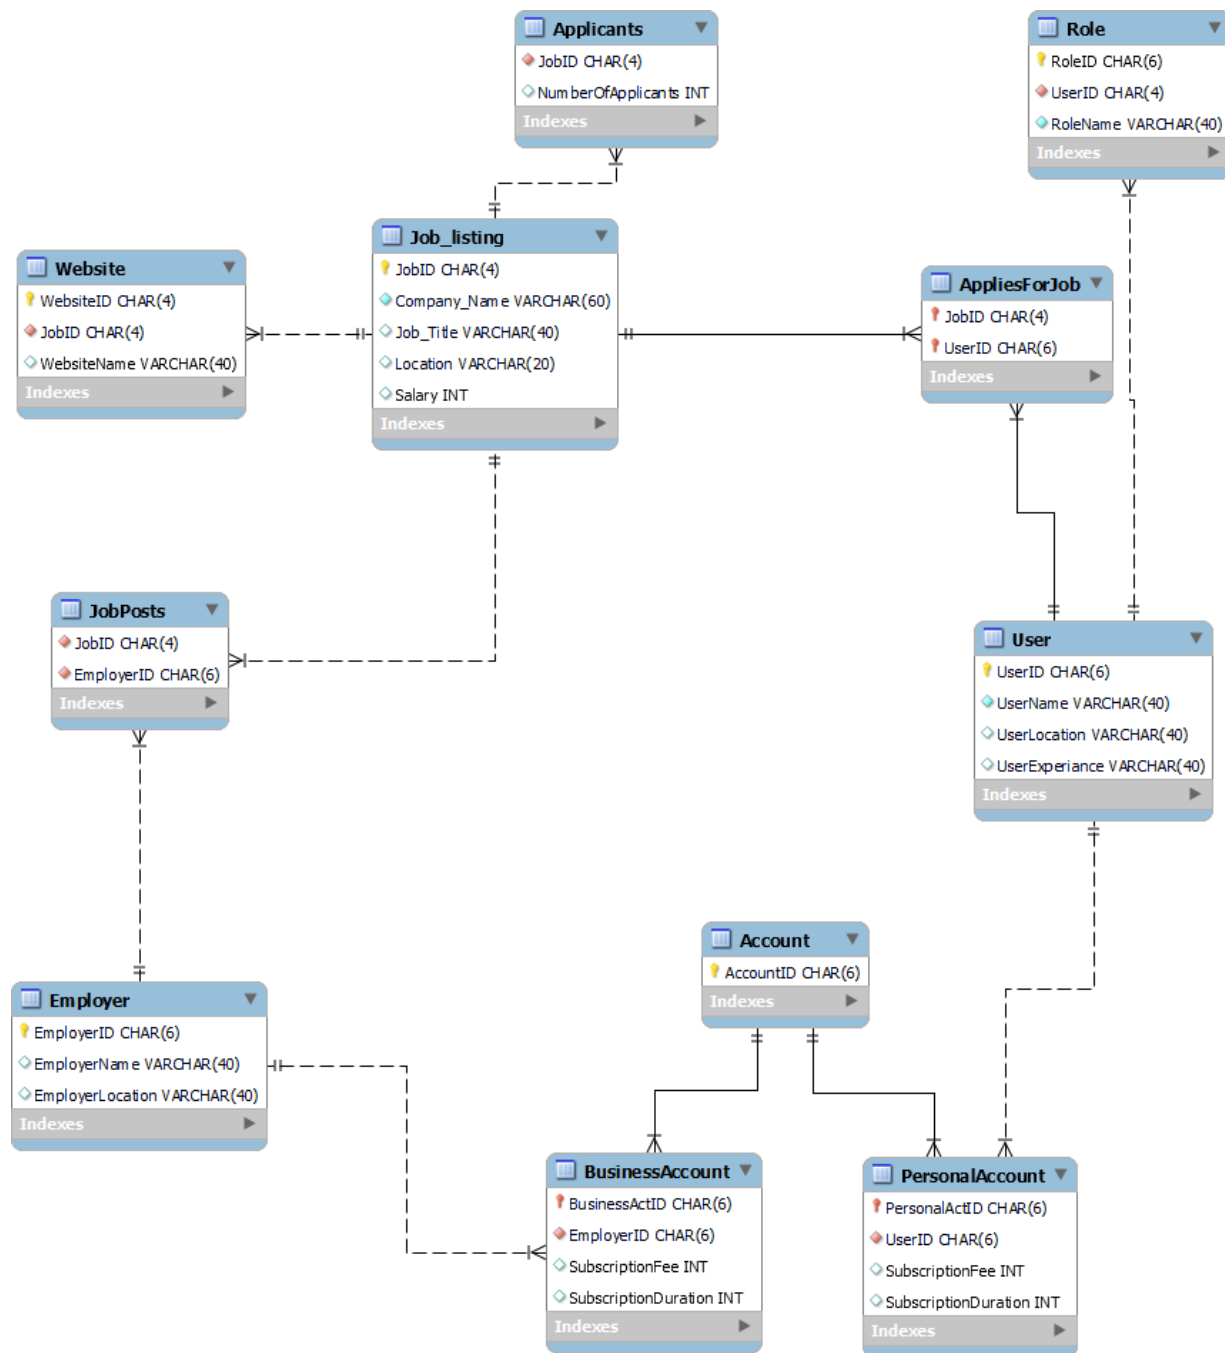 Applicants
JobID CHAR(4)
NumberOfApplicants INT
Indexes
Role
RoleID CHAR(6)
UserID CHAR(4)
RoleName VARCHAR(40)
Indexes
Website
WebsiteID CHAR(4)
JobID CHAR(4)
WebsiteName VARCHAR(40)
Indexes
Job_listing
JobID CHAR(4)
Company_Name VARCHAR(60)
Job_Title VARCHAR(40)
Location VARCHAR(20)
Salary INT
Indexes
AppliesForJob
JobID CHAR(4)
UserID CHAR(6)
Indexes
JobPosts
JobID CHAR(4)
EmployerID CHAR(6)
Indexes
User
UserID CHAR(6)
UserName VARCHAR(40)
UserLocation VARCHAR(40)
UserExperiance VARCHAR(40)
Indexes
Employer
EmployerID CHAR(6)
EmployerName VARCHAR(40)
EmployerLocation VARCHAR(40)
Indexes
Account
AccountID CHAR(6)
Indexes
BusinessAccount
BusinessActID CHAR(6)
EmployerID CHAR(6)
SubscriptionFee INT
SubscriptionDuration INT
Indexes
PersonalAccount
PersonalActID CHAR(6)
UserID CHAR(6)
SubscriptionFee INT
SubscriptionDuration INT
Indexes